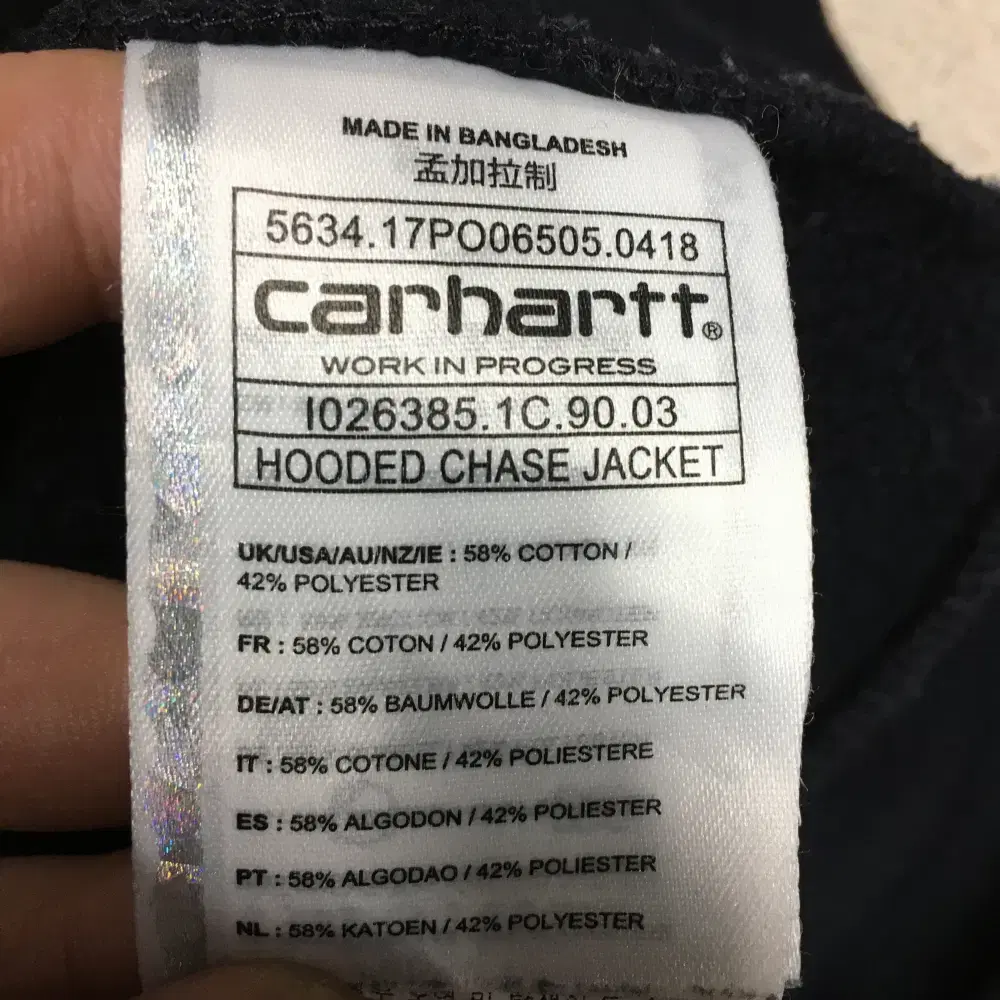 MADE IN BANGLADESH
孟加拉制
5634.17PO06505.0418
carhartt®
WORK IN PROGRESS
I026385.1C.90.03
HOODED CHASE JACKET
UK/USA/AU/NZ/IE : 58% COTTON /
42% POLYESTER
FR : 58% COTON / 42% POLYESTER
DE/AT : 58% BAUMWOLLE / 42% POLYESTER
IT : 58% COTONE / 42% POLIESTERE
ES : 58% ALGODON / 42% POLIESTER
PT : 58% ALGODAO / 42% POLIESTER
NL : 58% KATOEN / 42% POLYESTER